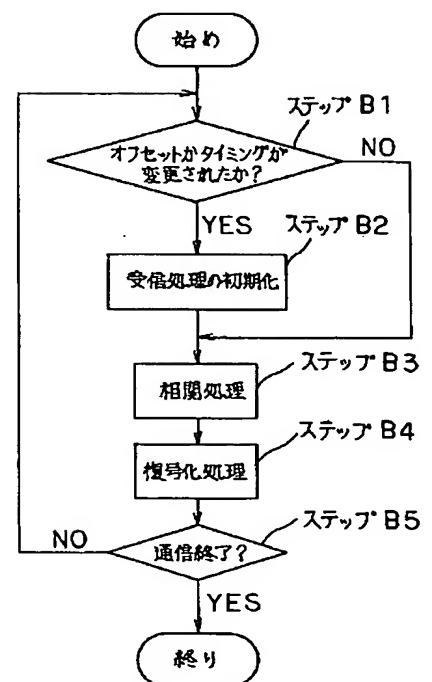 始め
ステップ B1
オフセットかタイミングが
変更されたか？
NO
YES
ステップ B2
受信処理の初期化
ステップ B3
相関処理
ステップ B4
復号化処理
ステップ B5
通信終了？
NO
YES
終り